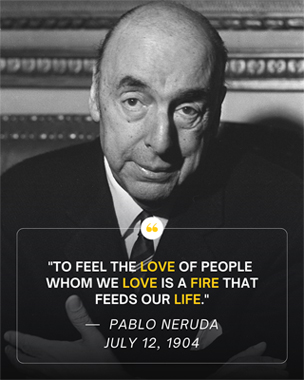 "TO FEEL THE LOVE OF PEOPLE
WHOM WE LOVE IS A FIRE THAT
FEEDS OUR LIFE."
— PABLO NERUDA
JULY 12, 1904